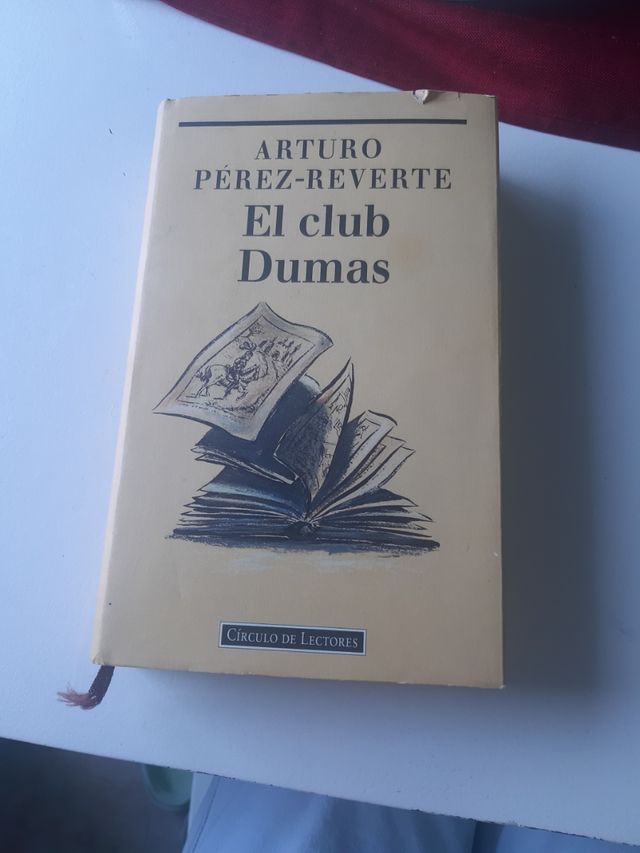 ARTURO
PÉREZ-REVERTE
El club
Dumas
CÍRCULO DE LECTORES